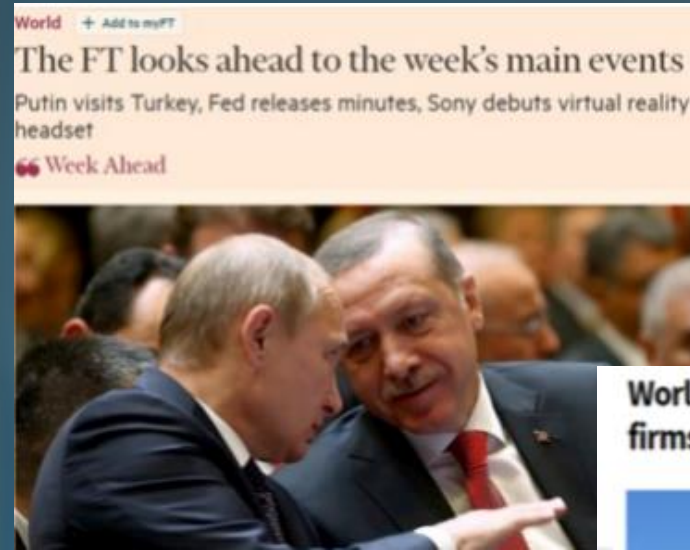 World + Add to myFT
The FT looks ahead to the week's main events
Putin visits Turkey, Fed releases minutes, Sony debuts virtual reality
headset
Week Ahead
Worl
firms